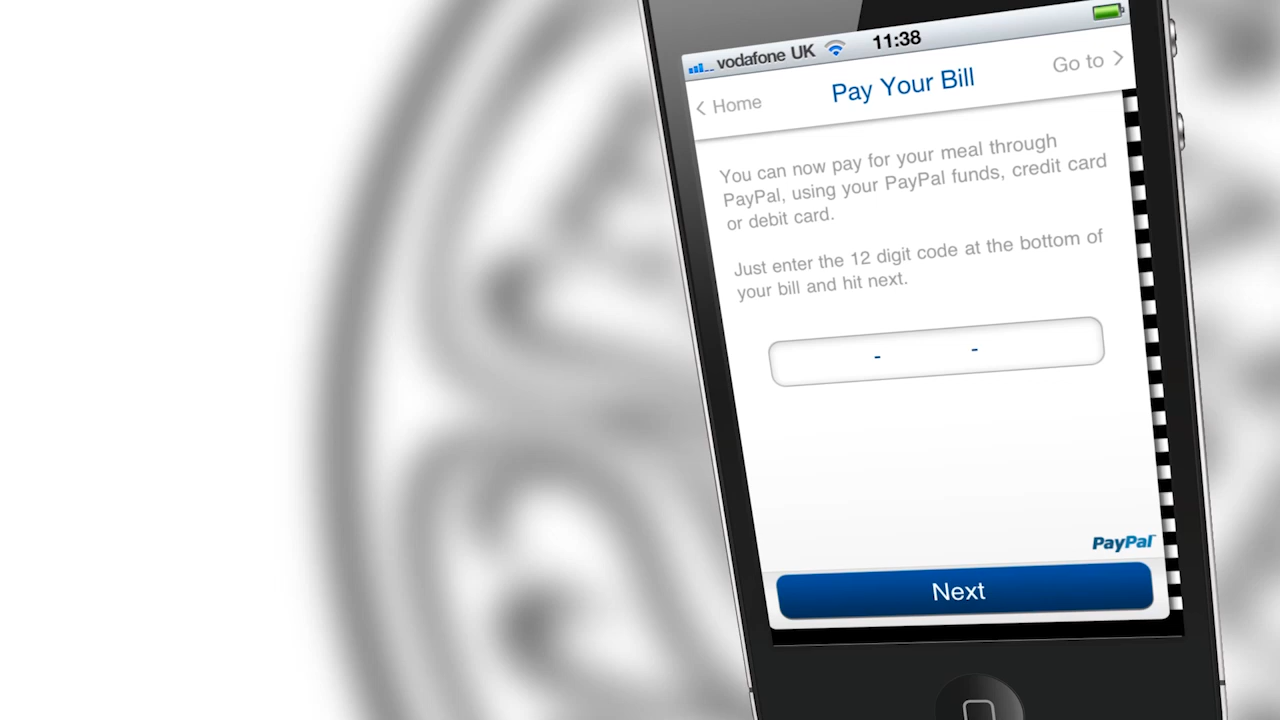 vodafone UK 11:38
< Home Pay Your Bill Go to >
You can now pay for your meal through
PayPal, using your PayPal funds, credit card
or debit card.
Just enter the 12 digit code at the bottom of
your bill and hit next.
- -
PayPal
Next